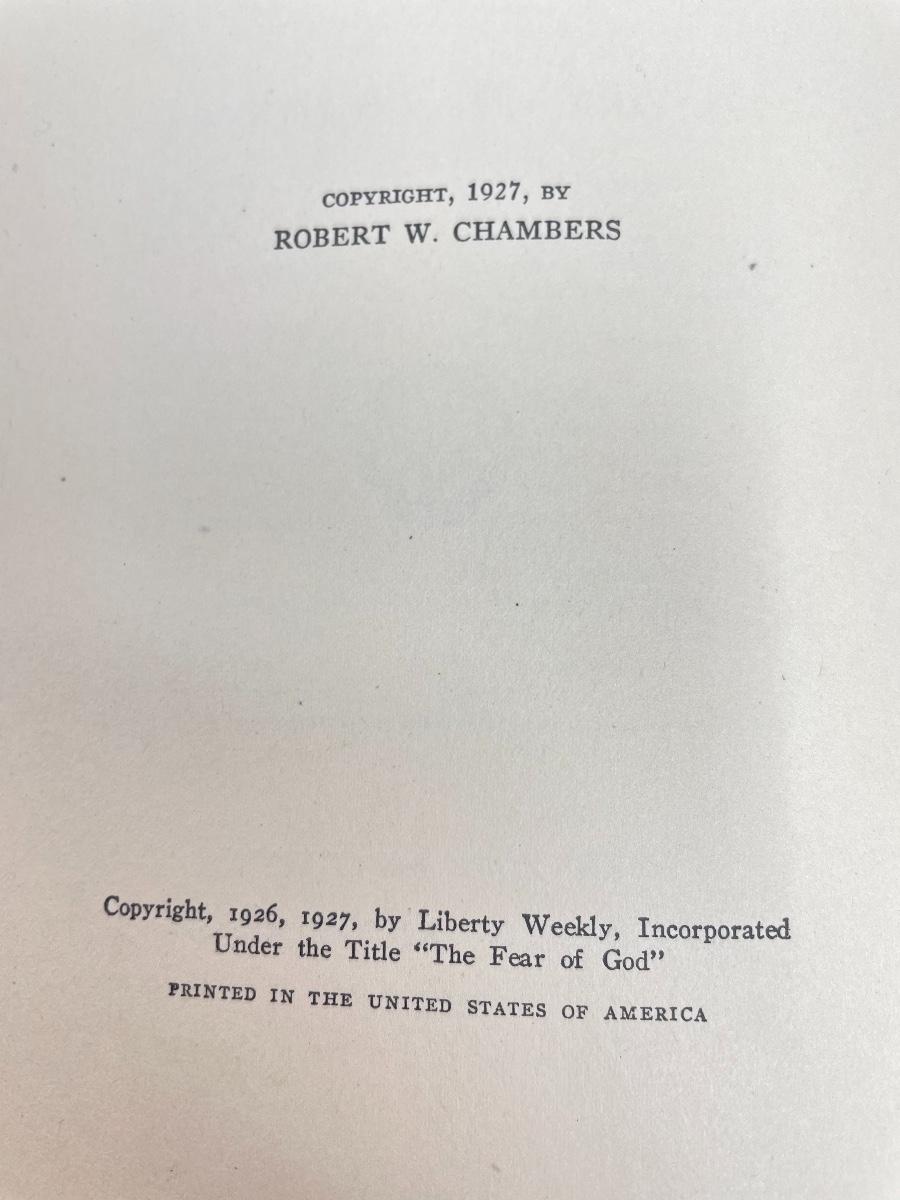 COPYRIGHT, 1927, BY
ROBERT W. CHAMBERS
Copyright, 1926, 1927, by Liberty Weekly, Incorporated
Under the Title “The Fear of God”
PRINTED IN THE UNITED STATES OF AMERICA